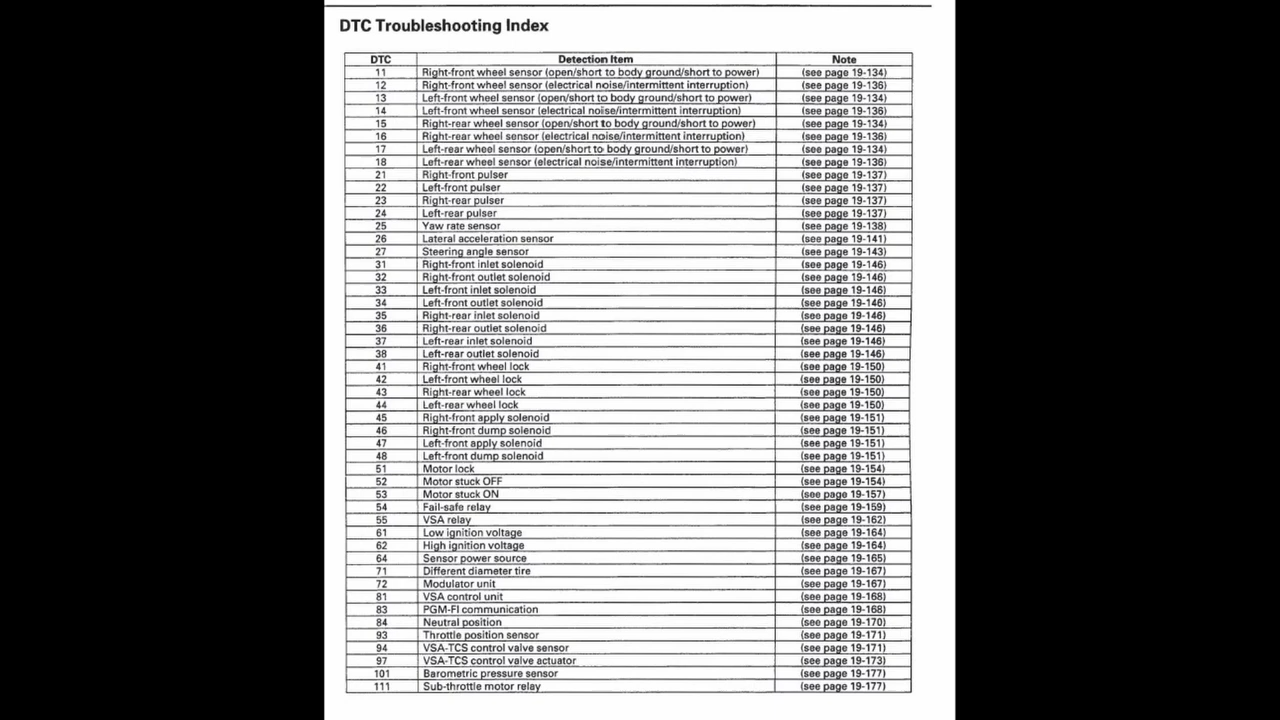 DTC Troubleshooting Index
DTC Detection Item Note
11 Right-front wheel sensor (open/short to body ground/short to power) (see page 19-134)
12 Right-front wheel sensor (electrical noise/intermittent interruption) (see page 19-136)
13 Left-front wheel sensor (open/short to body ground/short to power) (see page 19-134)
14 Left-front wheel sensor (electrical noise/intermittent interruption) (see page 19-136)
15 Right-rear wheel sensor (open/short to body ground/short to power) (see page 19-134)
16 Right-rear wheel sensor (electrical noise/intermittent interruption) (see page 19-136)
17 Left-rear wheel sensor (open/short to body ground/short to power) (see page 19-134)
18 Left-rear wheel sensor (electrical noise/intermittent interruption) (see page 19-136)
21 Right-front pulser (see page 19-137)
22 Left-front pulser (see page 19-137)
23 Right-rear pulser (see page 19-137)
24 Left-rear pulser (see page 19-137)
25 Yaw rate sensor (see page 19-138)
26 Lateral acceleration sensor (see page 19-141)
27 Steering angle sensor (see page 19-143)
31 Right-front inlet solenoid (see page 19-146)
32 Right-front outlet solenoid (see page 19-146)
33 Left-front inlet solenoid (see page 19-146)
34 Left-front outlet solenoid (see page 19-146)
35 Right-rear inlet solenoid (see page 19-146)
36 Right-rear outlet solenoid (see page 19-146)
37 Left-rear inlet solenoid (see page 19-146)
38 Left-rear outlet solenoid (see page 19-146)
41 Right-front wheel lock (see page 19-150)
42 Left-front wheel lock (see page 19-150)
43 Right-rear wheel lock (see page 19-150)
44 Left-rear wheel lock (see page 19-150)
45 Right-front apply solenoid (see page 19-151)
46 Right-front dump solenoid (see page 19-151)
47 Left-front apply solenoid (see page 19-151)
48 Left-front dump solenoid (see page 19-151)
51 Motor lock (see page 19-154)
52 Motor stuck OFF (see page 19-154)
53 Motor stuck ON (see page 19-157)
54 Fail-safe relay (see page 19-159)
55 VSA relay (see page 19-162)
61 Low ignition voltage (see page 19-164)
62 High ignition voltage (see page 19-164)
64 Sensor power source (see page 19-165)
71 Different diameter tire (see page 19-167)
72 Modulator unit (see page 19-167)
81 VSA control unit (see page 19-168)
83 PGM-FI communication (see page 19-168)
84 Neutral position (see page 19-170)
93 Throttle position sensor (see page 19-171)
94 VSA-TCS control valve sensor (see page 19-171)
97 VSA-TCS control valve actuator (see page 19-173)
101 Barometric pressure sensor (see page 19-177)
111 Sub-throttle motor relay (see page 19-177)